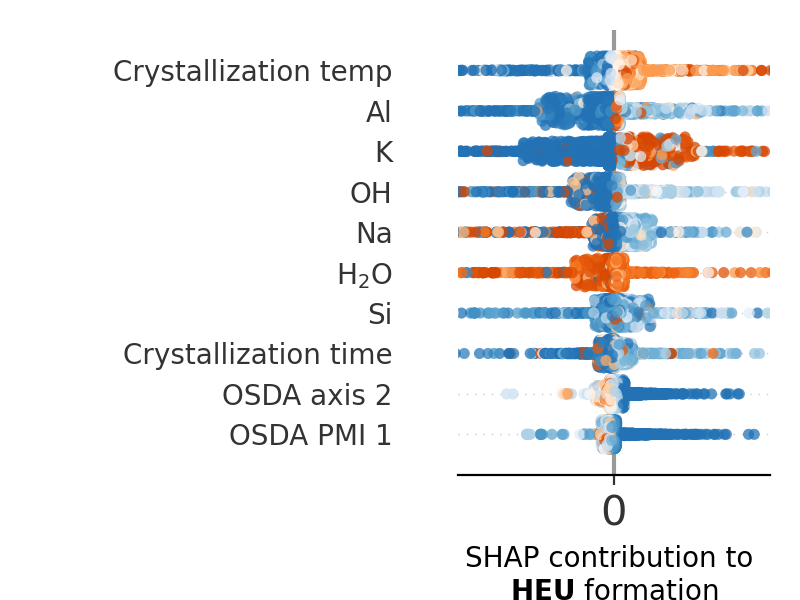 Crystallization temp
Al
K
OH
Na
H₂O
Si
Crystallization time
OSDA axis 2
OSDA PMI 1
0
SHAP contribution to
HEU formation